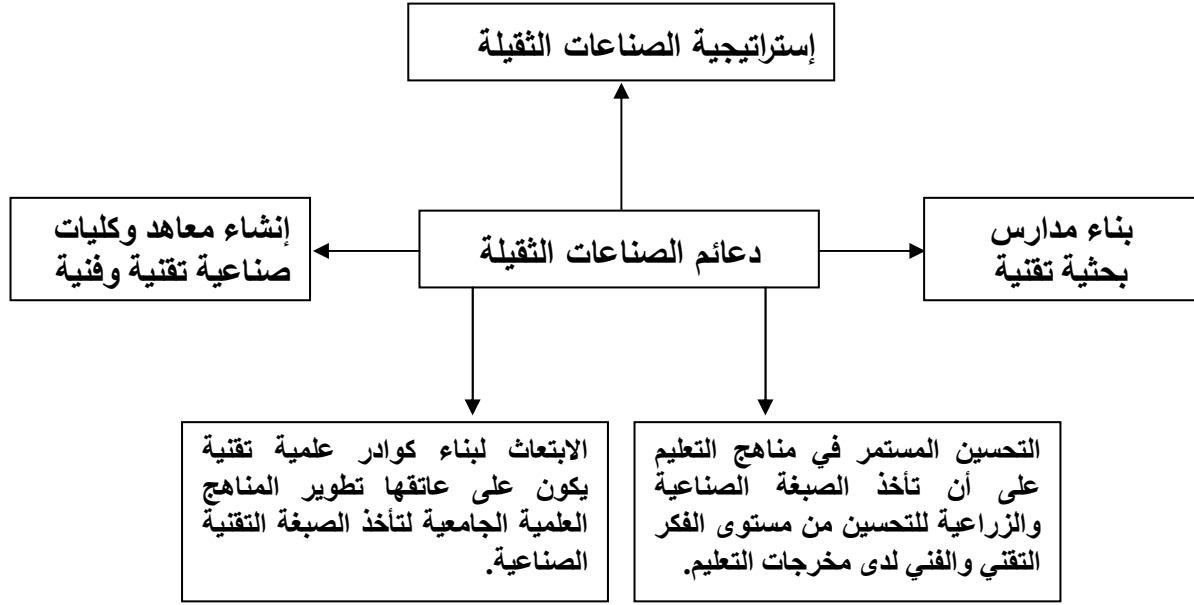 إستراتيجية الصناعات الثقيلة
بناء مدارس
بحثية تقنية
دعائم الصناعات الثقيلة
إنشاء معاهد وكليات
صناعية تقنية وفنية
التحسين المستمر في مناهج التعليم
على أن تأخذ الصبغة الصناعية
والزراعية للتحسين من مستوى الفكر
التقني والفني لدى مخرجات التعليم.
الابتعاث لبناء كوادر علمية تقنية
يكون على عاتقها تطوير المناهج
العلمية الجامعية لتأخذ الصبغة التقنية
الصناعية.